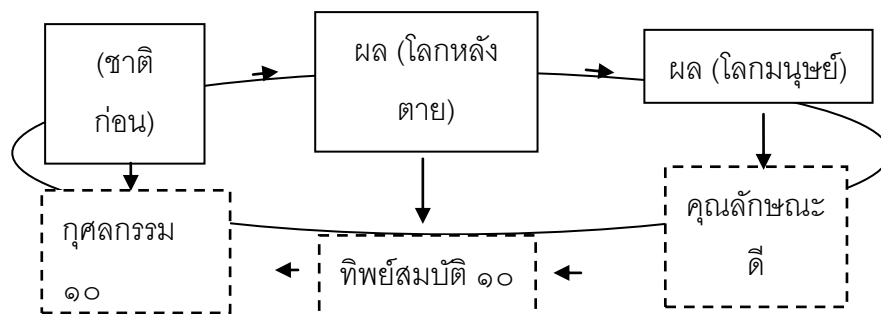 (ชาติ
ก่อน)
ผล (โลกหลัง
ตาย)
ผล (โลกมนุษย์)
กุศลกรรม
๑๐
ทิพย์สมบัติ ๑๐
คุณลักษณะ
ดี